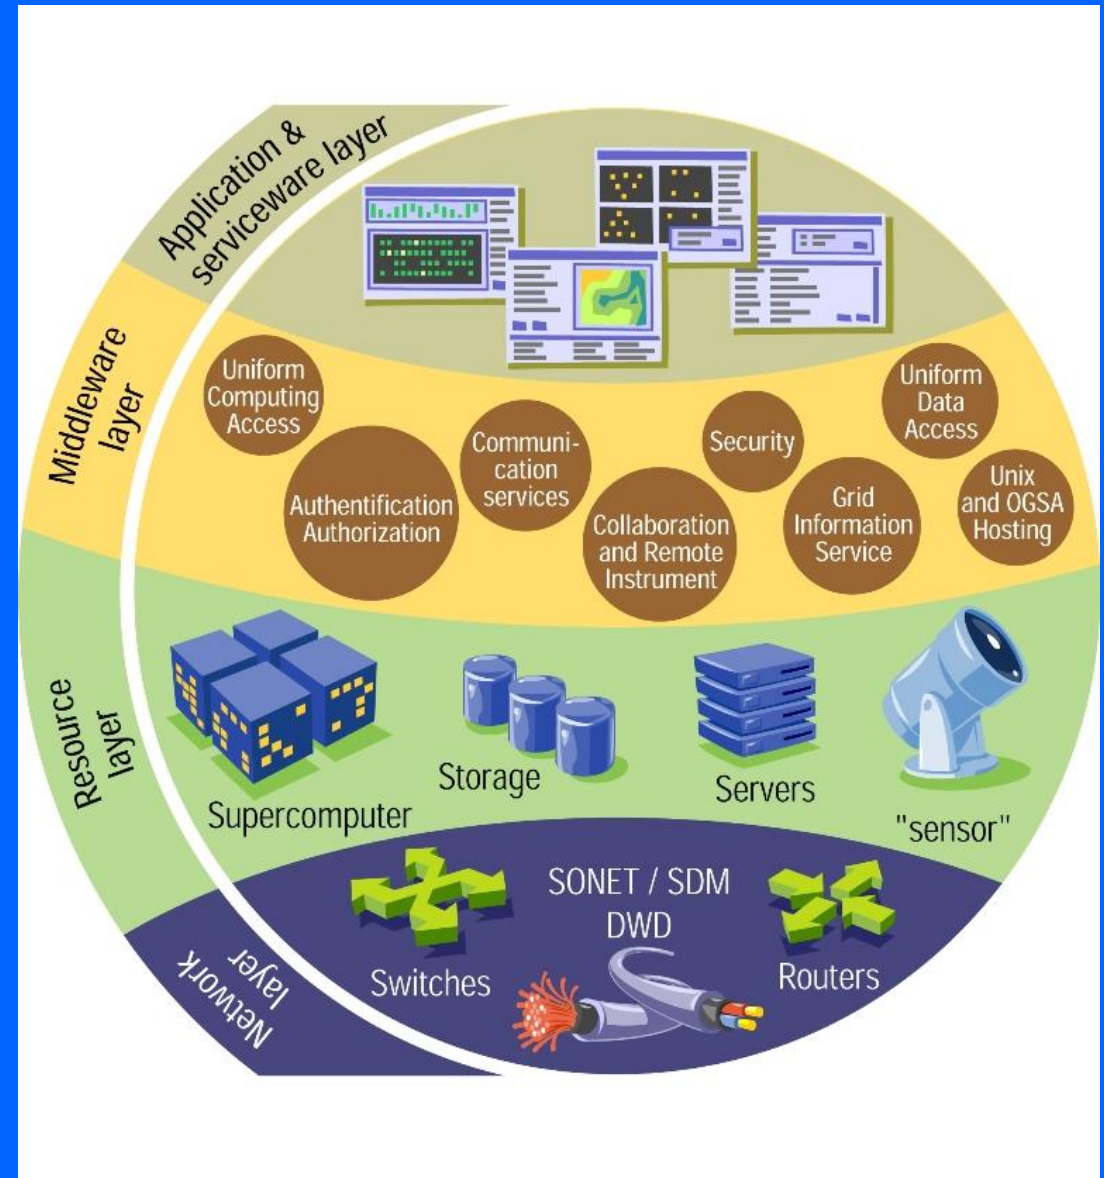 Application &
serviceware layer
Middleware
layer
Uniform
Computing
Access
Authentification
Authorization
Communi-
cation
services
Collaboration
and Remote
Instrument
Security
Grid
Information
Service
Uniform
Data
Access
Unix
and OGSA
Hosting
Resource
layer
Supercomputer
Storage
Servers
"sensor"
Network
layer
Switches
SONET / SDM
DWD
Routers